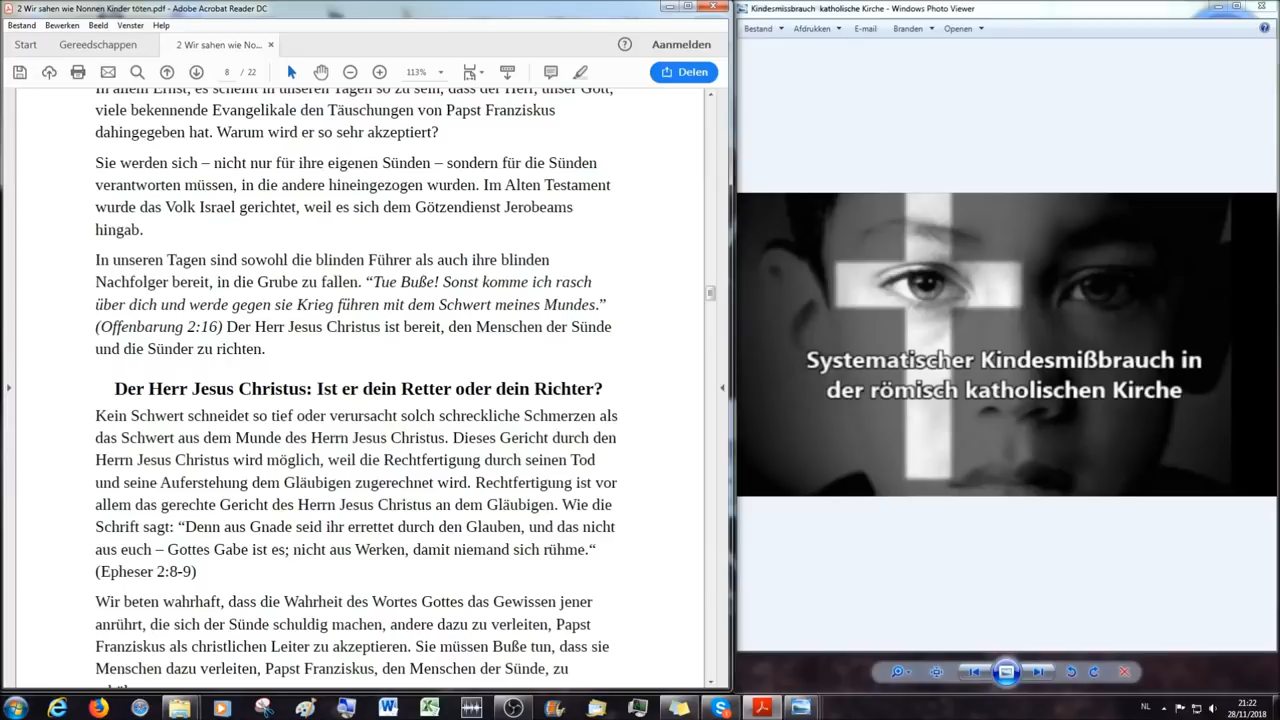 2 Wir sahen wie Nonnen Kinder töten.pdf - Adobe Acrobat Reader DC
Bestand Bewerken Beeld Venster Help
Start Gereedschappen 2 Wir sahen wie No... × Aanmelden
8 / 22 113% Delen
In allem Ernst, es scheint in unseren Tagen so zu sein, dass der Herr, unser Gott,
viele bekennende Evangelikale den Täuschungen von Papst Franziskus
dahingegeben hat. Warum wird er so sehr akzeptiert?
Sie werden sich – nicht nur für ihre eigenen Sünden – sondern für die Sünden
verantworten müssen, in die andere hineingezogen wurden. Im Alten Testament
wurde das Volk Israel gerichtet, weil es sich dem Götzendienst Jerobeams
hingab.
In unseren Tagen sind sowohl die blinden Führer als auch ihre blinden
Nachfolger bereit, in die Grube zu fallen. “Tue Buße! Sonst komme ich rasch
über dich und werde gegen sie Krieg führen mit dem Schwert meines Mundes.”
(Offenbarung 2:16) Der Herr Jesus Christus ist bereit, den Menschen der Sünde
und die Sünder zu richten.
Der Herr Jesus Christus: Ist er dein Retter oder dein Richter?
Kein Schwert schneidet so tief oder verursacht solch schreckliche Schmerzen als
das Schwert aus dem Munde des Herrn Jesus Christus. Dieses Gericht durch den
Herrn Jesus Christus wird möglich, weil die Rechtfertigung durch seinen Tod
und seine Auferstehung dem Gläubigen zugerechnet wird. Rechtfertigung ist vor
allem das gerechte Gericht des Herrn Jesus Christus an dem Gläubigen. Wie die
Schrift sagt: “Denn aus Gnade seid ihr errettet durch den Glauben, und das nicht
aus euch – Gottes Gabe ist es; nicht aus Werken, damit niemand sich rühme.“
(Epheser 2:8-9)
Wir beten wahrhaft, dass die Wahrheit des Wortes Gottes das Gewissen jener
anrührt, die sich der Sünde schuldig machen, andere dazu zu verleiten, Papst
Franziskus als christlichen Leiter zu akzeptieren. Sie müssen Buße tun, dass sie
Menschen dazu verleiten, Papst Franziskus, den Menschen der Sünde, zu
Kindesmissbrauch katholische Kirche - Windows Photo Viewer
Bestand Afdrukken E-mail Branden Openen
Systematischer Kindesmißbrauch in
der römisch katholischen Kirche
NL 21:22
28/11/2018